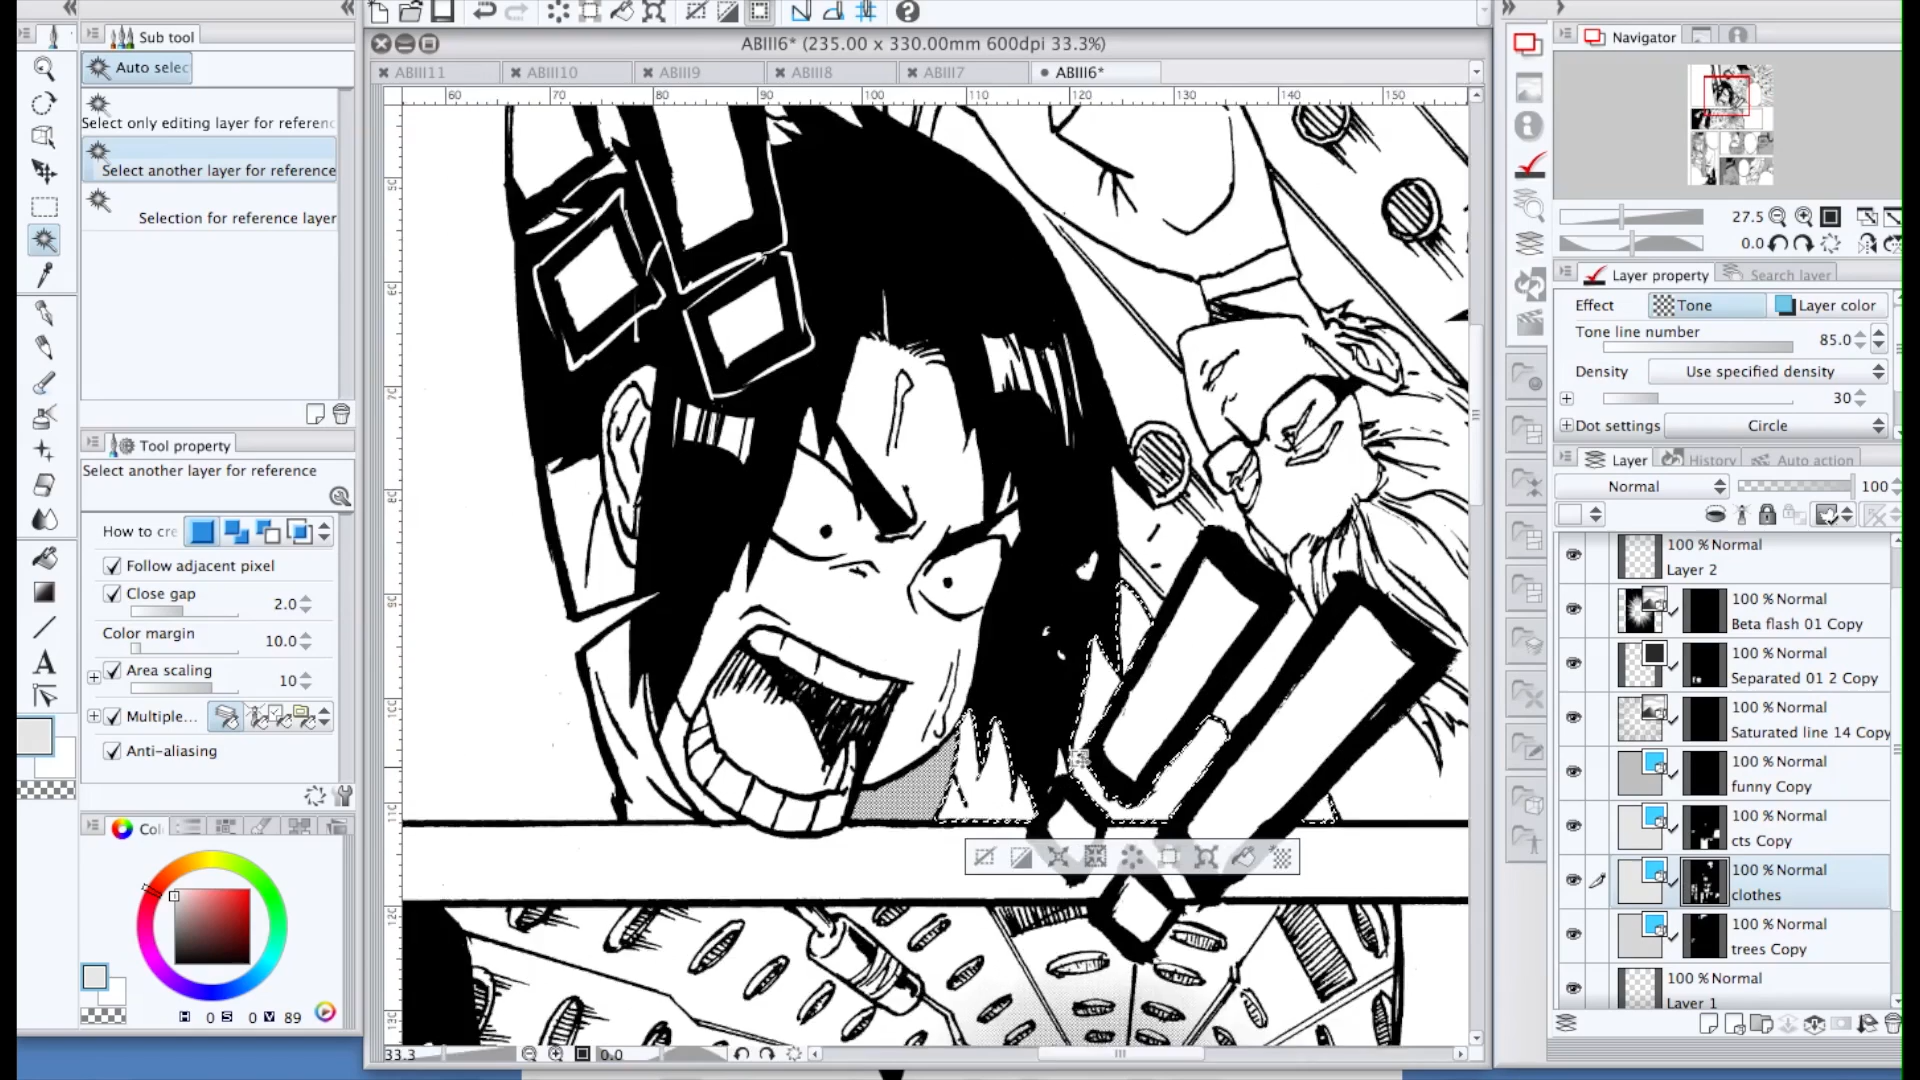 Sub tool
ABIII6* (235.00 x 330.00mm 600dpi 33.3%)
Navigator
Auto selec
ABIII11
ABIII10
ABIII9
ABIII8
ABIII7
ABIII6*
60
70
80
90
100
110
120
130
140
150
Select only editing layer for referenc
Select another layer for reference
Selection for reference layer
27.5
0.0
Layer property
Search layer
Effect
Tone
Layer color
Tone line number
85.0
Density
Use specified density
30
Dot settings
Circle
Tool property
Select another layer for reference
Layer
History
Auto action
Normal
100
How to cre
Follow adjacent pixel
Close gap
2.0
Color margin
10.0
Area scaling
10
Multiple...
Anti-aliasing
100 % Normal
Layer 2
100 % Normal
Beta flash 01 Copy
100 % Normal
Separated 01 2 Copy
100 % Normal
Saturated line 14 Copy
100 % Normal
funny Copy
100 % Normal
cts Copy
100 % Normal
clothes
100 % Normal
trees Copy
100 % Normal
Layer 1
Col
A
H 0 S 0 V 89
33.3
0.0